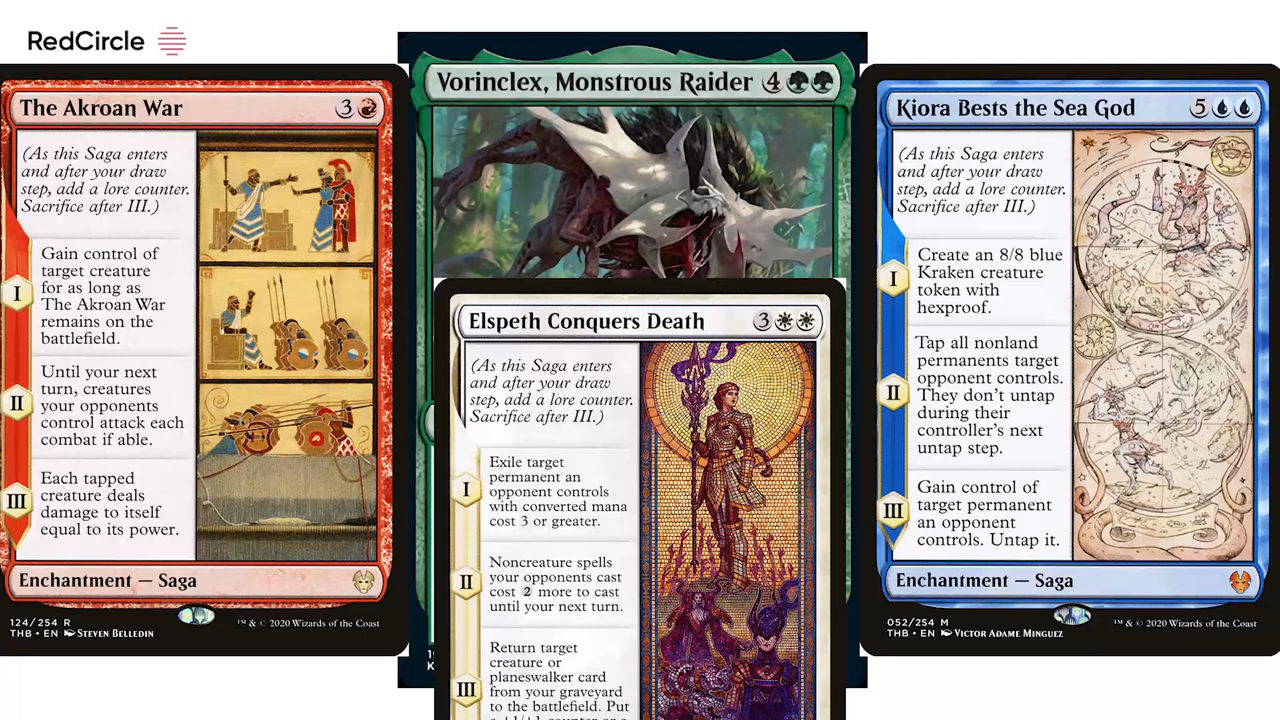 RedCircle
The Akroan War 3
(As this Saga enters
and after your draw
step, add a lore counter.
Sacrifice after III.)
I
Gain control of
target creature
for as long as
The Akroan War
remains on the
battlefield.
II
Until your next
turn, creatures
your opponents
control attack each
combat if able.
III
Each tapped
creature deals
damage to itself
equal to its power.
Enchantment — Saga
124/254 R
THB • EN Steven Belledin
™ & © 2020 Wizards of the Coast
Vorinclex, Monstrous Raider 4
Elspeth Conquers Death 3
(As this Saga enters
and after your draw
step, add a lore counter.
Sacrifice after III.)
I
Exile target
permanent an
opponent controls
with converted mana
cost 3 or greater.
II
Noncreature spells
your opponents cast
cost 2 more to cast
until your next turn.
III
Return target
creature or
planeswalker card
from your graveyard
to the battlefield. Put
Kiora Bests the Sea God 5
(As this Saga enters
and after your draw
step, add a lore counter.
Sacrifice after III.)
I
Create an 8/8 blue
Kraken creature
token with
hexproof.
II
Tap all nonland
permanents target
opponent controls.
They don't untap
during their
controller's next
untap step.
III
Gain control of
target permanent
an opponent
controls. Untap it.
Enchantment — Saga
052/254 M
THB • EN Victor Adame Minguez
™ & © 2020 Wizards of the Coast